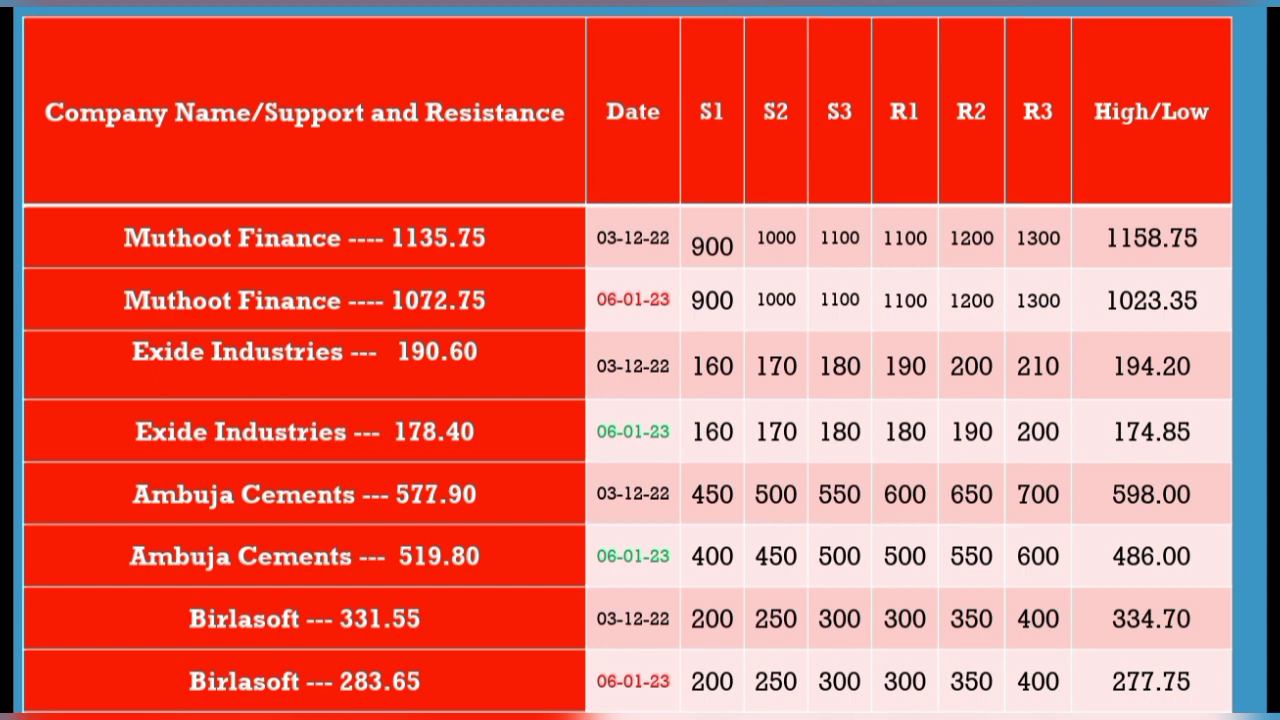 Company Name/Support and Resistance Date S1 S2 S3 R1 R2 R3 High/Low
Muthoot Finance ---- 1135.75 03-12-22 900 1000 1100 1100 1200 1300 1158.75
Muthoot Finance ---- 1072.75 06-01-23 900 1000 1100 1100 1200 1300 1023.35
Exide Industries --- 190.60 03-12-22 160 170 180 190 200 210 194.20
Exide Industries --- 178.40 06-01-23 160 170 180 180 190 200 174.85
Ambuja Cements --- 577.90 03-12-22 450 500 550 600 650 700 598.00
Ambuja Cements --- 519.80 06-01-23 400 450 500 500 550 600 486.00
Birlasoft --- 331.55 03-12-22 200 250 300 300 350 400 334.70
Birlasoft --- 283.65 06-01-23 200 250 300 300 350 400 277.75